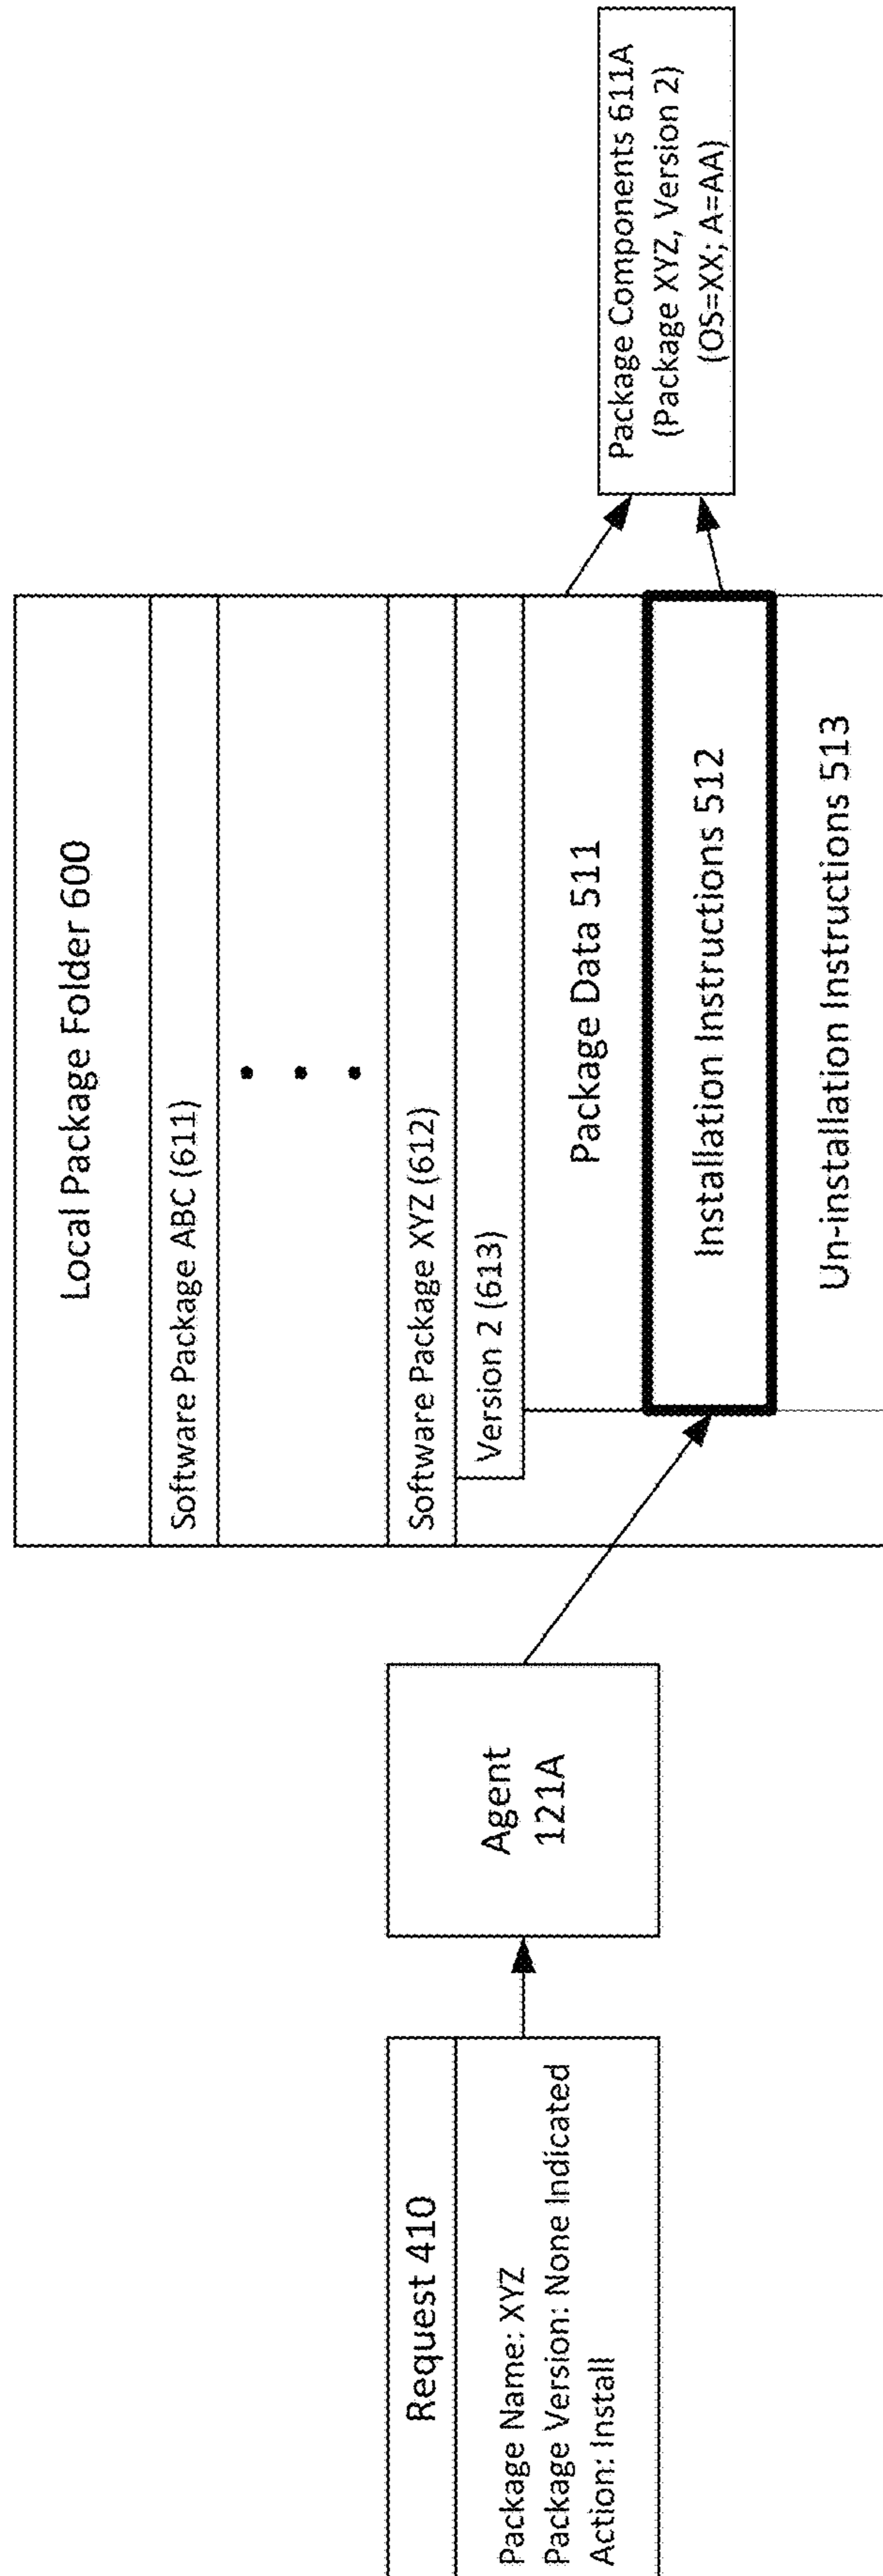 Request 410
Package Name: XYZ
Package Version: None Indicated
Action: Install
Agent
121A
Local Package Folder 600
Software Package ABC (611)
Software Package XYZ (612)
Version 2 (613)
Package Data 511
Installation Instructions 512
Un-installation Instructions 513
Package Components 611A
(Package XYZ, Version 2)
(OS=XX; A=AA)